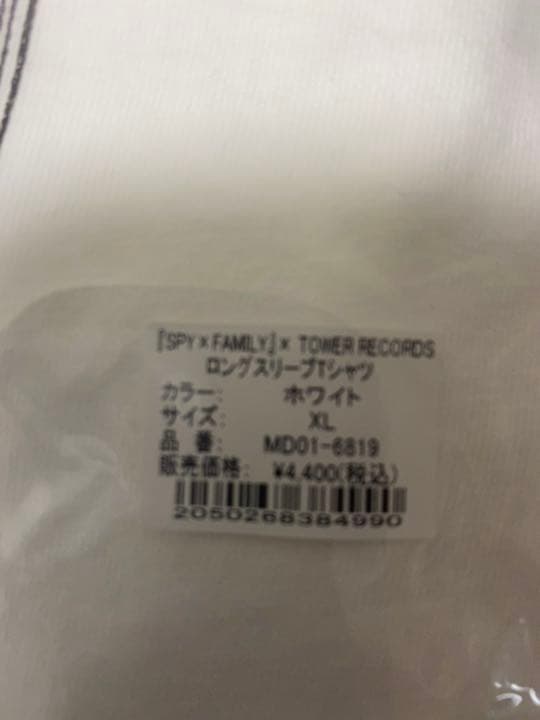 『SPY×FAMILY』× TOWER RECORDS
ロングスリーブTシャツ
カラー: ホワイト
サイズ: XL
品 番: MD01-6819
販売価格: ¥4,400(税込)
2050268384990